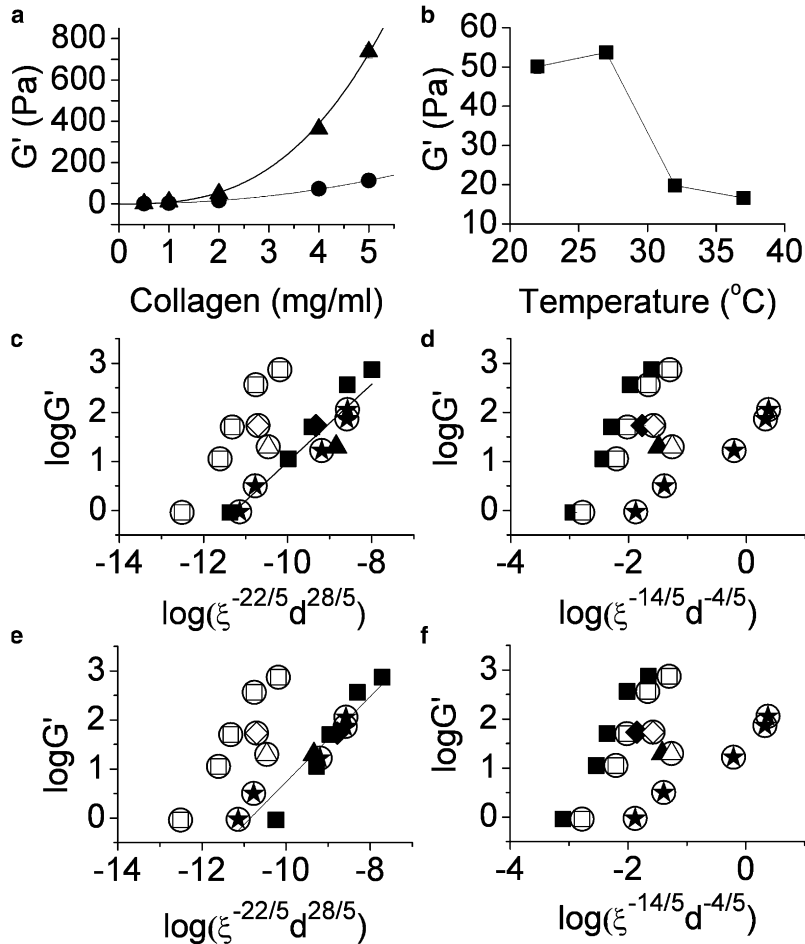 a
800
600
400
200
0
G' (Pa)
0 1 2 3 4 5
Collagen (mg/ml)
b
60
50
40
30
20
10
G' (Pa)
20 25 30 35 40
Temperature (°C)
c
3
2
1
0
logG'
-14 -12 -10 -8
log(ξ^-22/5 d^28/5)
d
3
2
1
0
logG'
-4 -2 0
log(ξ^-14/5 d^-4/5)
e
3
2
1
0
logG'
-14 -12 -10 -8
log(ξ^-22/5 d^28/5)
f
3
2
1
0
logG'
-4 -2 0
log(ξ^-14/5 d^-4/5)